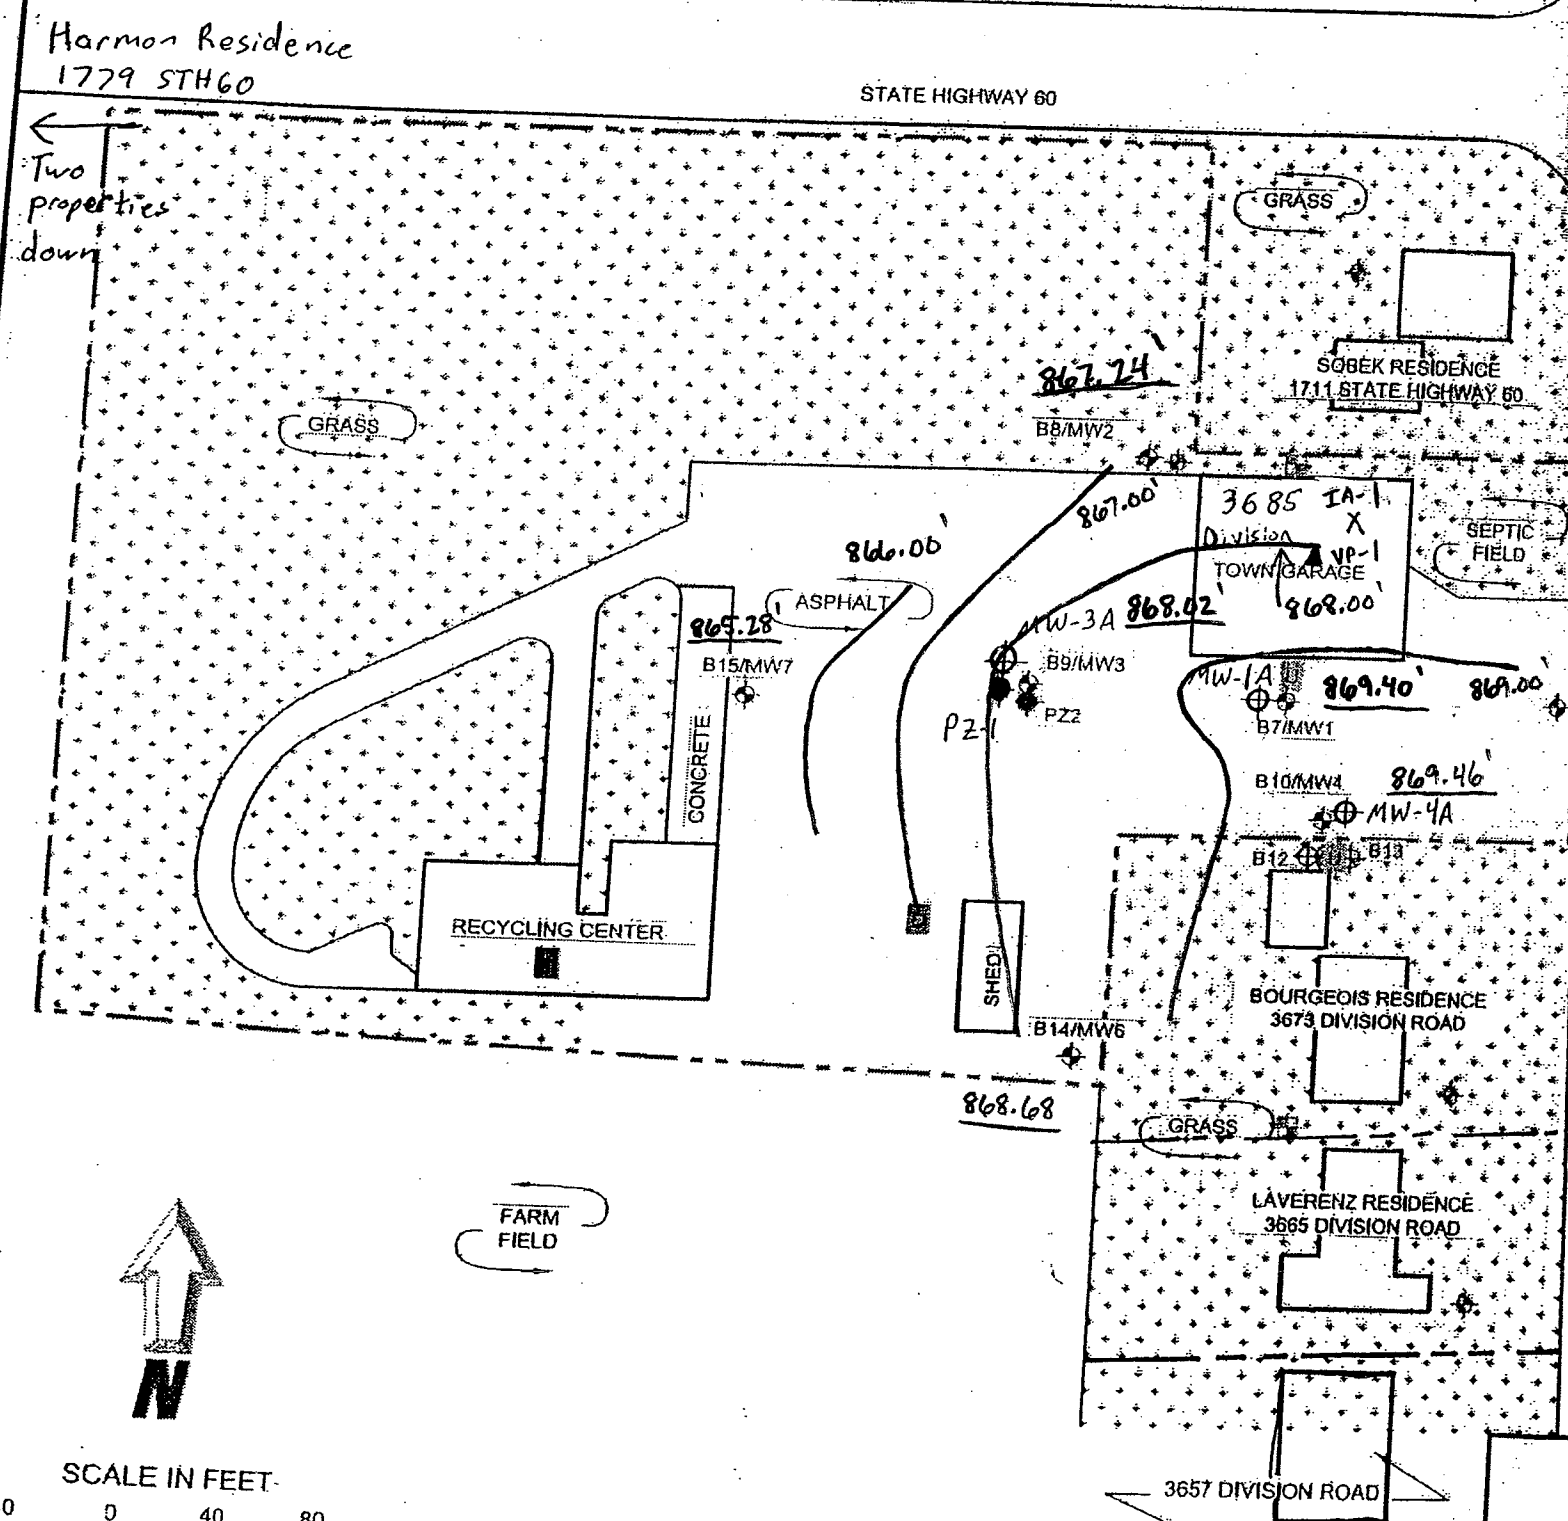 Harmon Residence
1779 STH60
STATE HIGHWAY 60
Two
properties
down
GRASS
SOBEK RESIDENCE
1711 STATE HIGHWAY 60
867.24'
B8/MW2
GRASS
867.00'
3685
Division
IA-1
X
VP-1
TOWN GARAGE
868.00'
SEPTIC
FIELD
866.00'
ASPHALT
865.28'
B15/MW7
CONCRETE
MW-3A
868.02'
B9/MW3
PZ-1
PZ2
MW-1A
869.40'
869.00'
B7/MW1
B10/MW4
869.46'
MW-4A
B12
B13
RECYCLING CENTER
SHED
B14/MW6
868.68
BOURGEOIS RESIDENCE
3673 DIVISION ROAD
GRASS
LAVERENZ RESIDENCE
3665 DIVISION ROAD
FARM
FIELD
N
SCALE IN FEET
0
0
40
80
3657 DIVISION ROAD